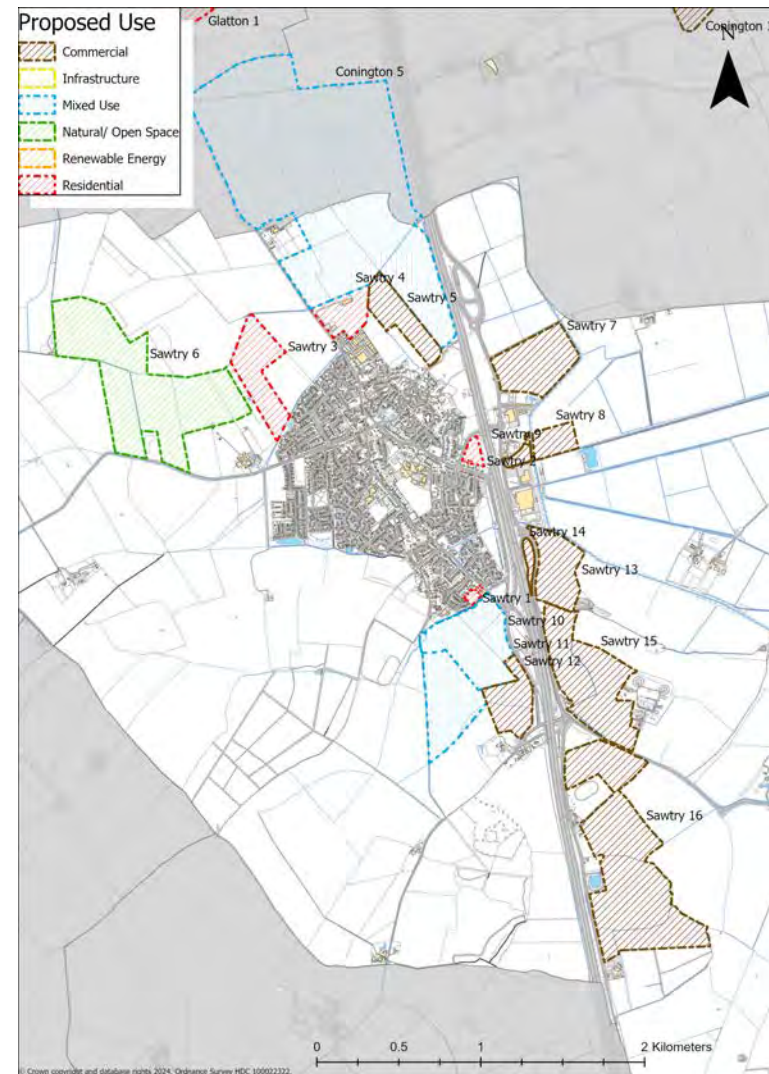 Proposed Use
Commercial
Infrastructure
Mixed Use
Natural/ Open Space
Renewable Energy
Residential
Glatton 1
Conington
N
Conington 5
Sawtry 4
Sawtry 5
Sawtry 7
Sawtry 3
Sawtry 6
Sawtry 8
Sawtry 9
Sawtry 2
Sawtry 14
Sawtry 13
Sawtry 1
Sawtry 10
Sawtry 11
Sawtry 15
Sawtry 12
Sawtry 16
0 0.5 1 2 Kilometers
© Crown copyright and database rights 2024. Ordnance Survey HDC 100022322